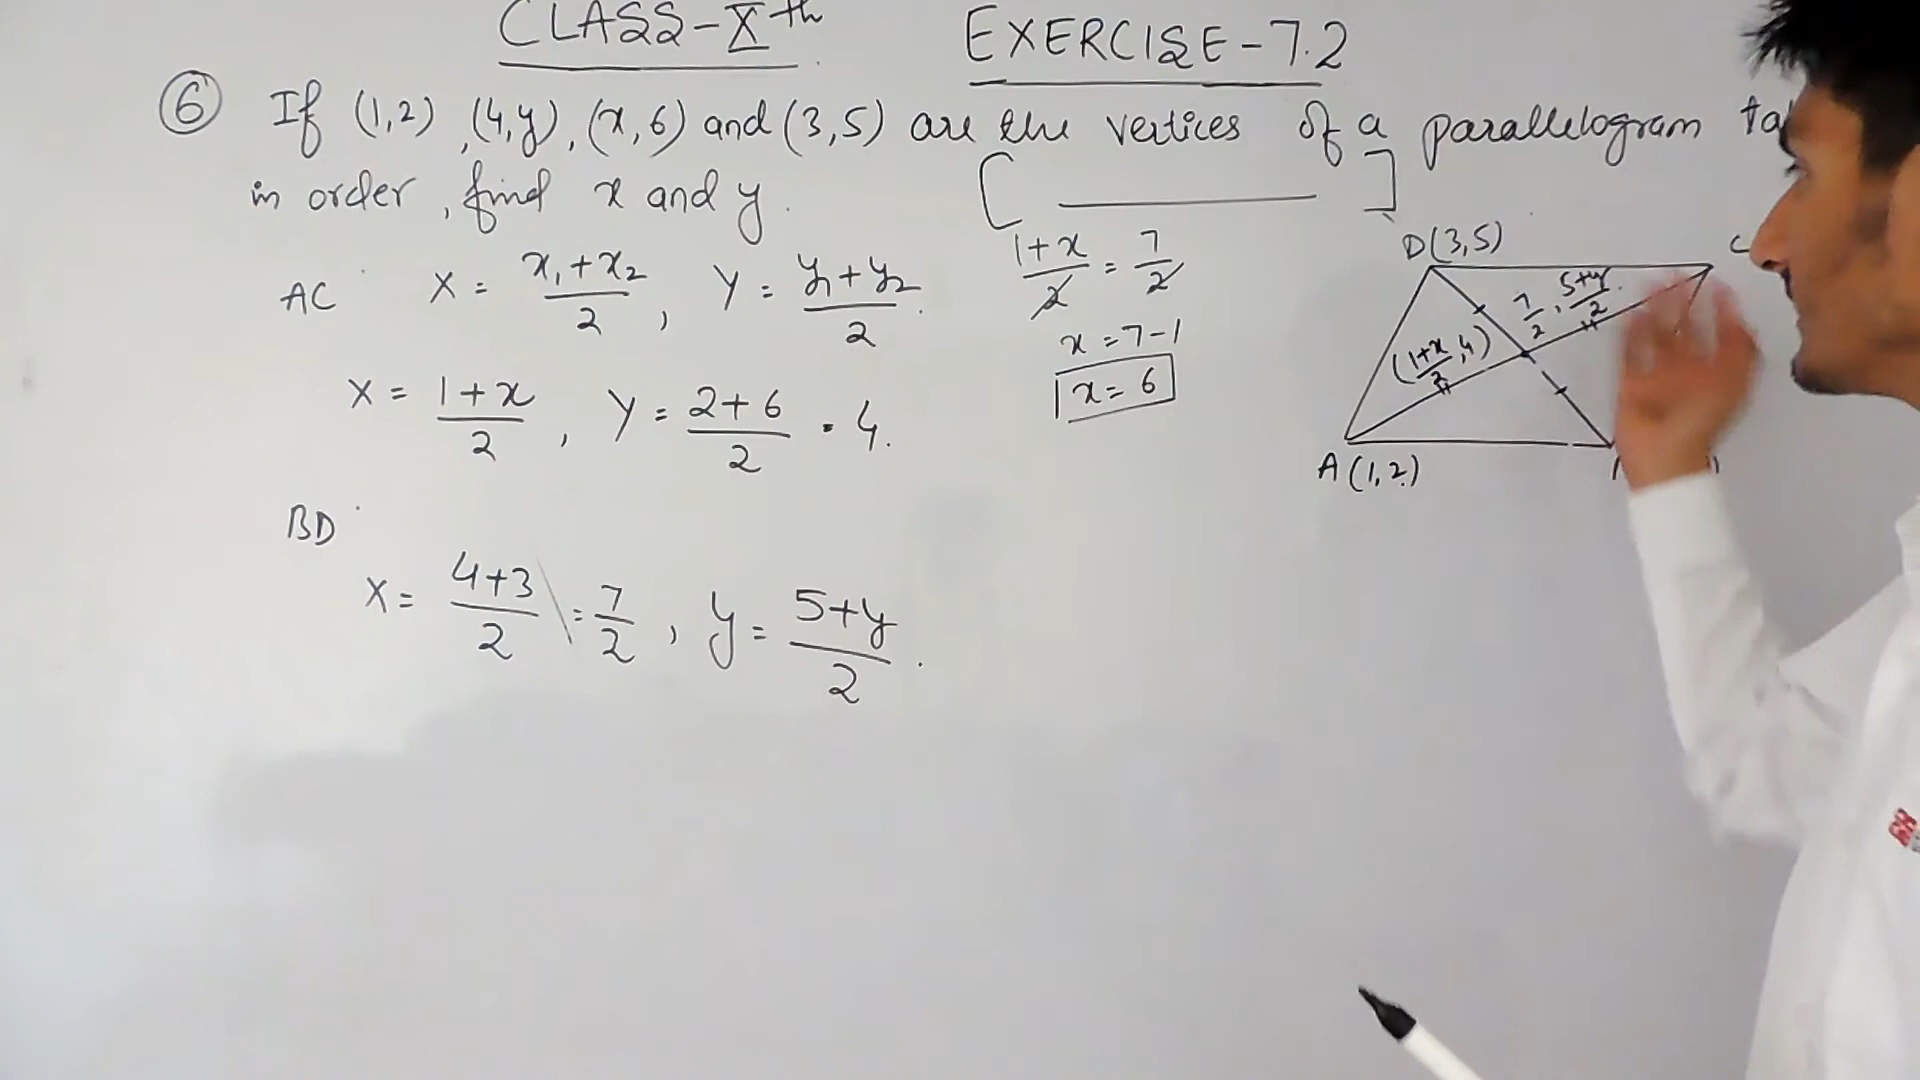 CLASS-Xth EXERCISE-7.2
6 If (1,2), (4,y), (x,6) and (3,5) are the vertices of a parallelogram
in order, find x and y. [ ______ ]
AC X = x₁+x₂/2, Y = y₁+y₂/2
X = 1+x/2, Y = 2+6/2 = 4.
BD
X = 4+3/2 = 7/2, y = 5+y/2.
1+x/2 = 7/2
x = 7-1
x = 6
D(3,5) C
(1+x/2, 4) 7/2, 5+y/2
A(1,2)